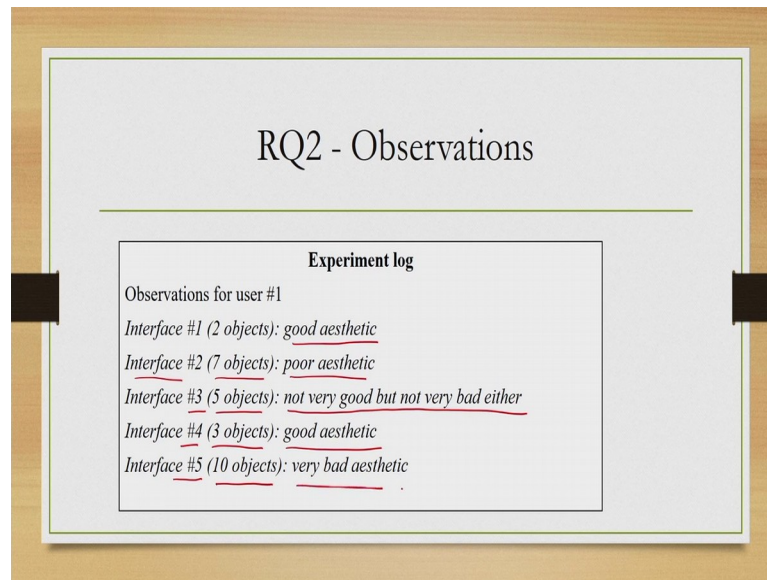 RQ2 - Observations
Experiment log
Observations for user #1
Interface #1 (2 objects): good aesthetic
Interface #2 (7 objects): poor aesthetic
Interface #3 (5 objects): not very good but not very bad either
Interface #4 (3 objects): good aesthetic
Interface #5 (10 objects): very bad aesthetic